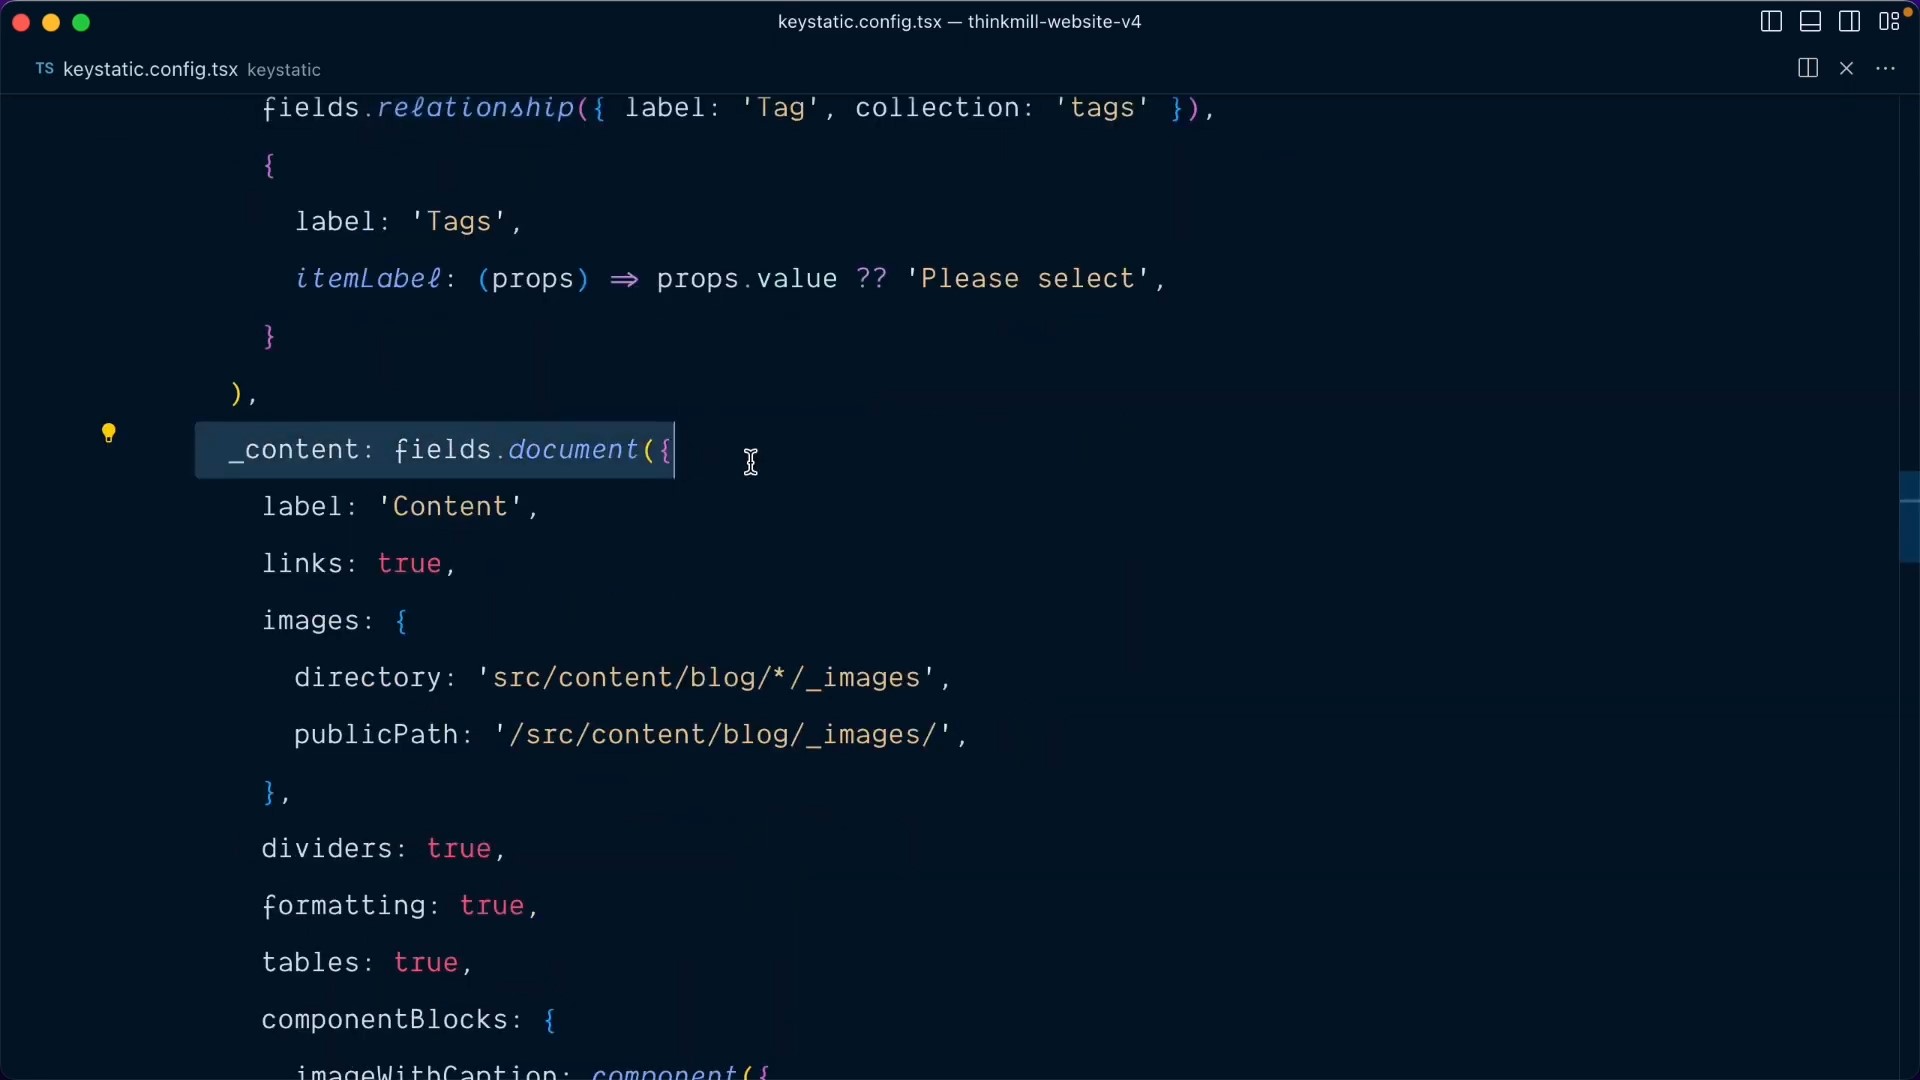 keystatic.config.tsx — thinkmill-website-v4
TS keystatic.config.tsx keystatic
fields.relationship({ label: 'Tag', collection: 'tags' }),
{
label: 'Tags',
itemLabel: (props) ⇒ props.value ?? 'Please select',
}
),
_content: fields.document({
label: 'Content',
links: true,
images: {
directory: 'src/content/blog/*/_images',
publicPath: '/src/content/blog/_images/',
},
dividers: true,
formatting: true,
tables: true,
componentBlocks: {
imageWithCaption: component({